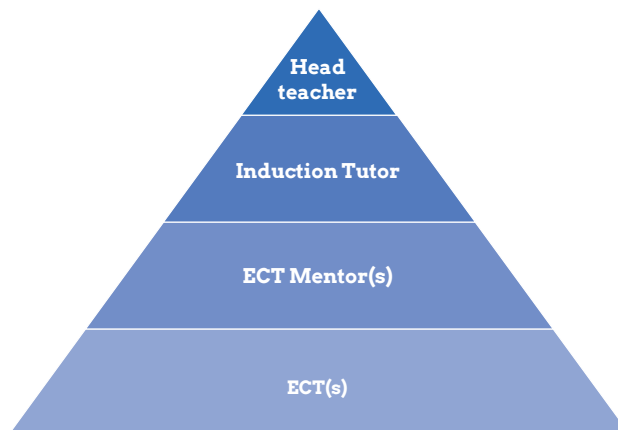 Head
teacher
Induction Tutor
ECT Mentor(s)
ECT(s)